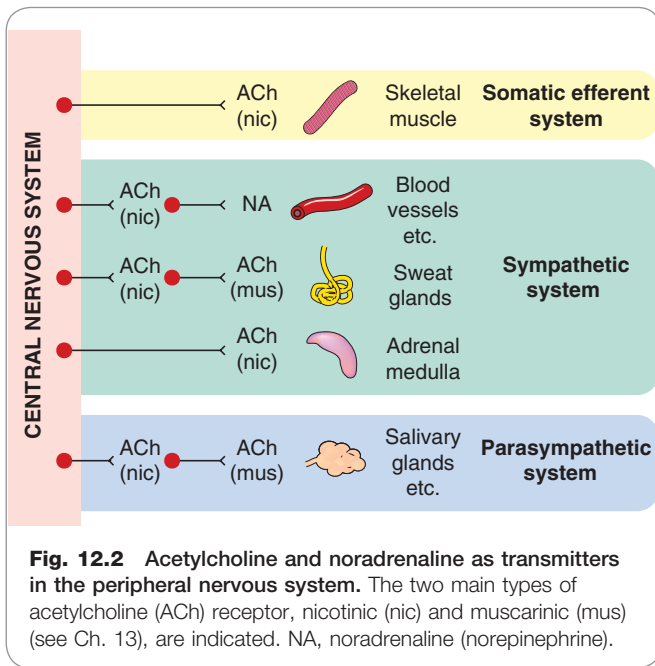 CENTRAL NERVOUS SYSTEM
ACh
(nic)
Skeletal
muscle
Somatic efferent
system
ACh
(nic)
NA
Blood
vessels
etc.
ACh
(nic)
ACh
(mus)
Sweat
glands
Sympathetic
system
ACh
(nic)
Adrenal
medulla
ACh
(nic)
ACh
(mus)
Salivary
glands
etc.
Parasympathetic
system
Fig. 12.2 Acetylcholine and noradrenaline as transmitters
in the peripheral nervous system. The two main types of
acetylcholine (ACh) receptor, nicotinic (nic) and muscarinic (mus)
(see Ch. 13), are indicated. NA, noradrenaline (norepinephrine).